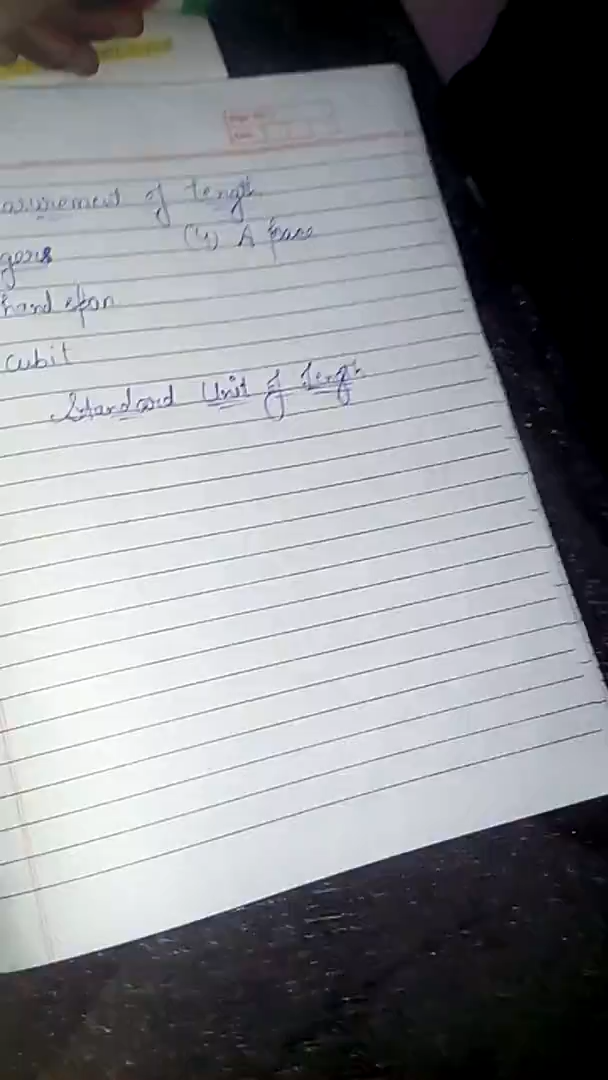 asurement of length
gers (4) A pace
hand span
cubit
Standard Unit of length